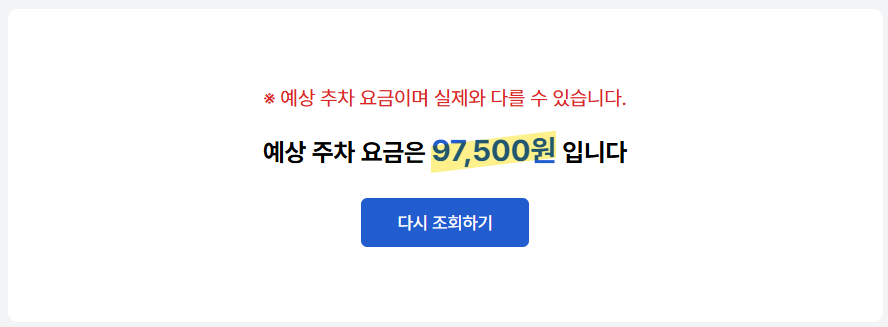 ※ 예상 추차 요금이며 실제와 다를 수 있습니다.
예상 주차 요금은 97,500원 입니다
다시 조회하기